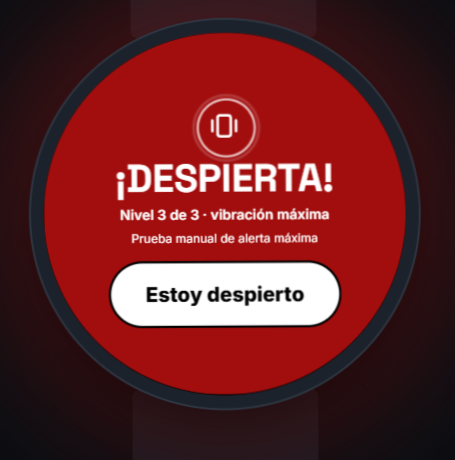 ¡DESPIERTA!
Nivel 3 de 3 · vibración máxima
Prueba manual de alerta máxima
Estoy despierto